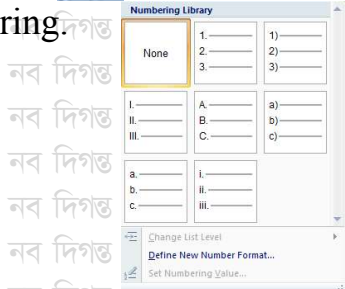 ring.
Numbering Library
None
1.
2.
3.
1)
2)
3)
I.
II.
III.
A.
B.
C.
a)
b)
c)
a.
b.
c.
i.
ii.
iii.
Change List Level
Define New Number Format...
Set Numbering Value...
নব দিগন্ত
নব দিগন্ত
নব দিগন্ত
নব দিগন্ত
নব দিগন্ত
নব দিগন্ত